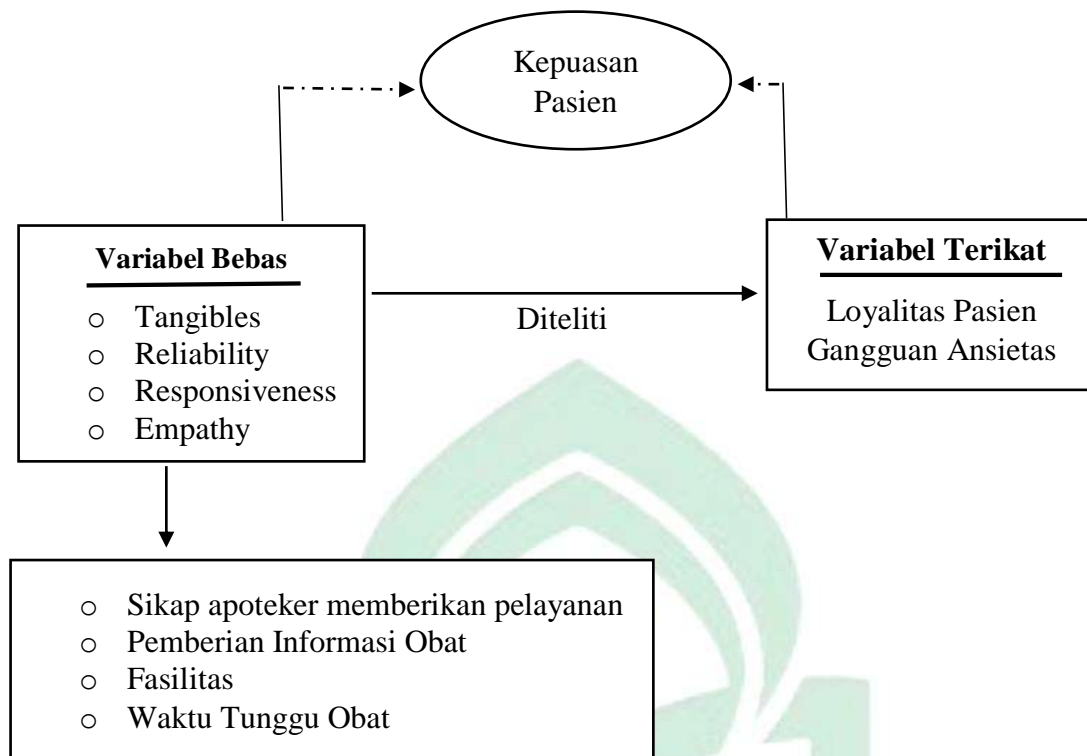 Kepuasan
Pasien
Variabel Bebas
○ Tangibles
○ Reliability
○ Responsiveness
○ Empathy
Diteliti
Variabel Terikat
Loyalitas Pasien
Gangguan Ansietas
○ Sikap apoteker memberikan pelayanan
○ Pemberian Informasi Obat
○ Fasilitas
○ Waktu Tunggu Obat